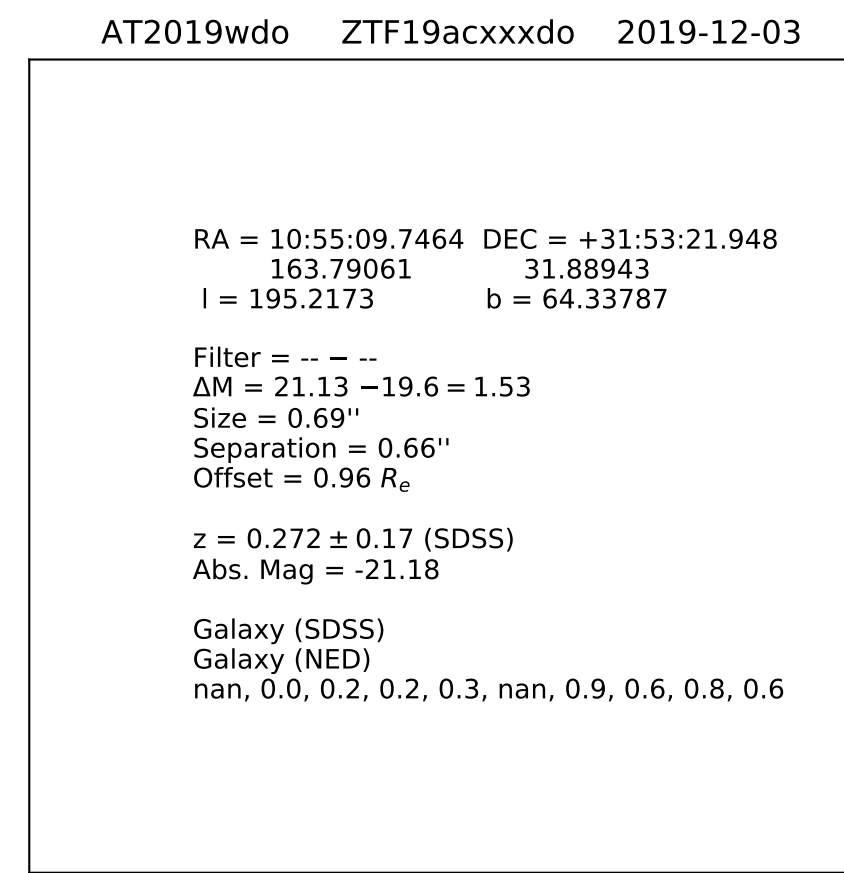 AT2019wdo ZTF19acxxxdo 2019-12-03
RA = 10:55:09.7464 DEC = +31:53:21.948
163.79061 31.88943
l = 195.2173 b = 64.33787
Filter = -- − --
ΔM = 21.13 −19.6 = 1.53
Size = 0.69''
Separation = 0.66''
Offset = 0.96 Rₑ
z = 0.272 ± 0.17 (SDSS)
Abs. Mag = -21.18
Galaxy (SDSS)
Galaxy (NED)
nan, 0.0, 0.2, 0.2, 0.3, nan, 0.9, 0.6, 0.8, 0.6